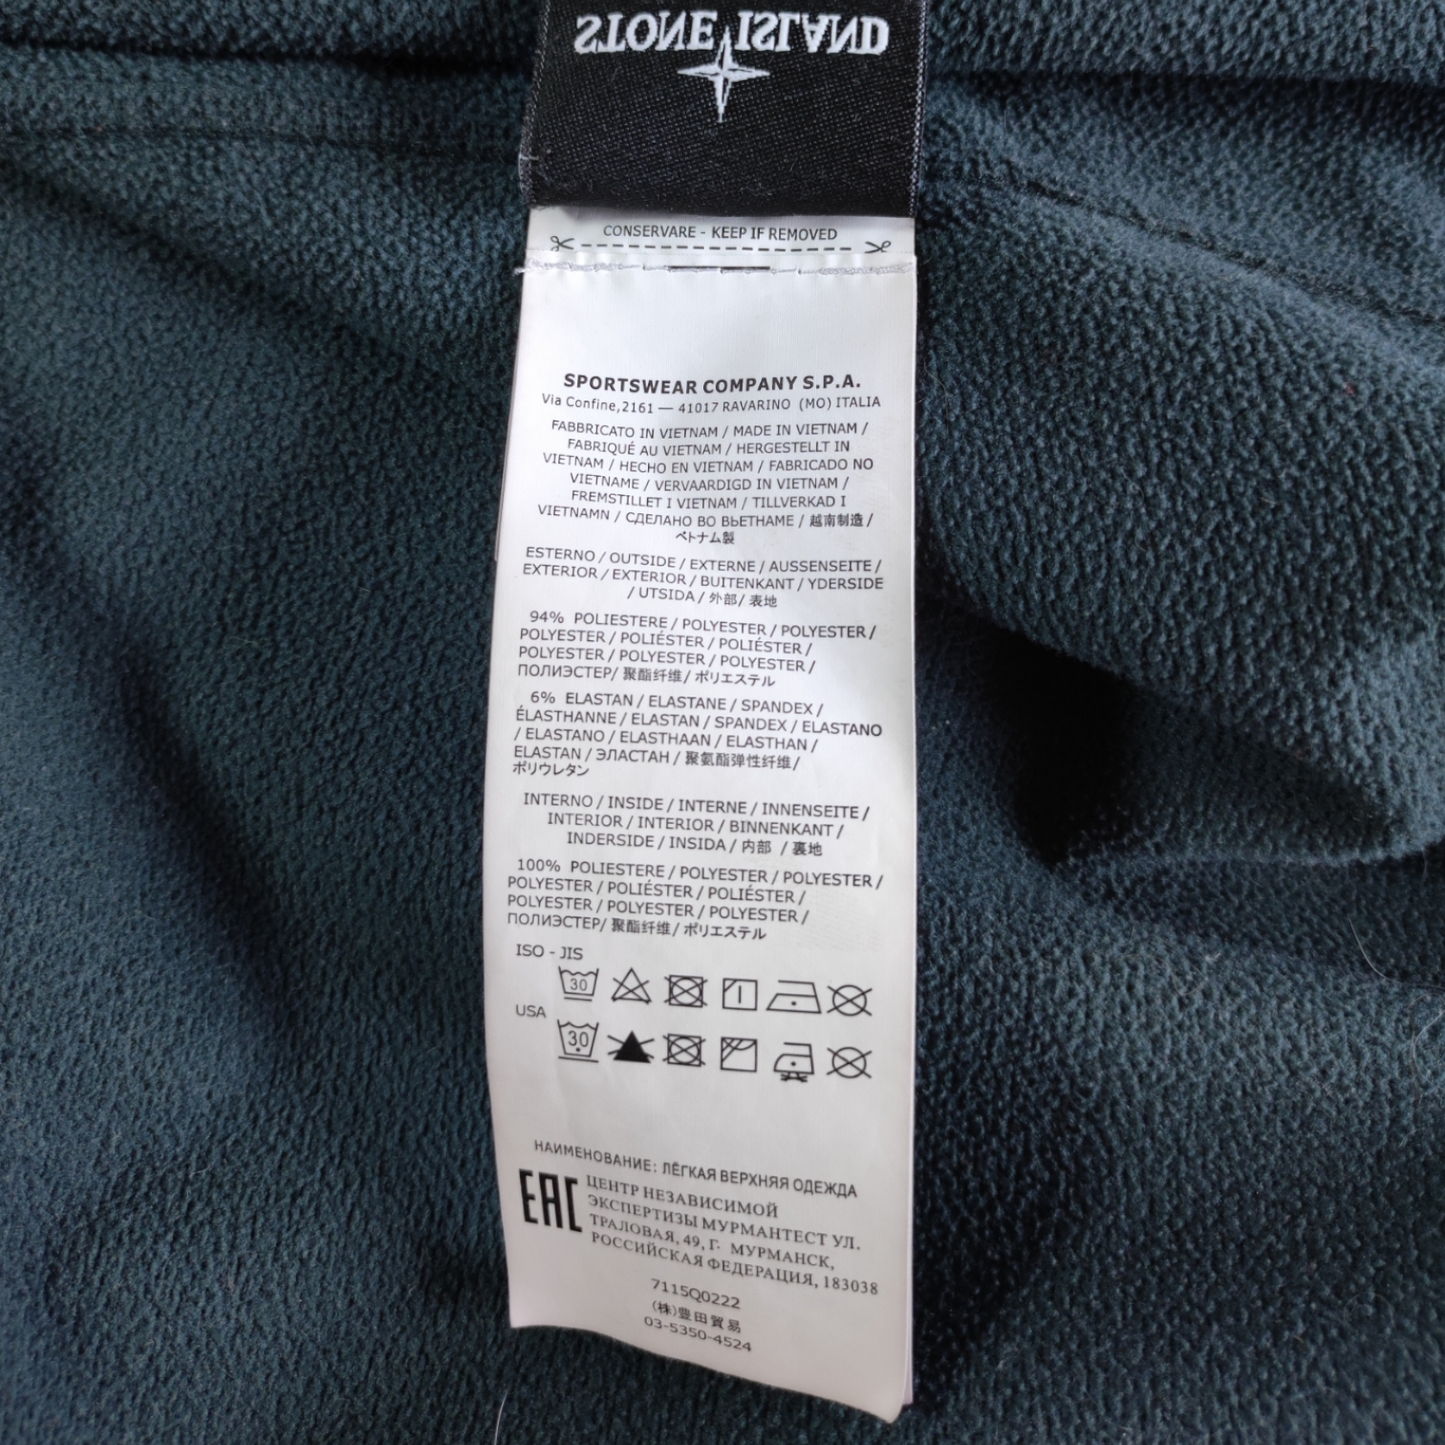 STONE ISLAND
CONSERVARE - KEEP IF REMOVED
SPORTSWEAR COMPANY S.P.A.
Via Confine,2161 — 41017 RAVARINO (MO) ITALIA
FABBRICATO IN VIETNAM / MADE IN VIETNAM /
FABRIQUÉ AU VIETNAM / HERGESTELLT IN
VIETNAM / HECHO EN VIETNAM / FABRICADO NO
VIETNAME / VERVAARDIGD IN VIETNAM /
FREMSTILLET I VIETNAM / TILLVERKAD I
VIETNAMN / СДЕЛАНО ВО ВЬЕТНАМЕ / 越南制造 /
ベトナム製
ESTERNO / OUTSIDE / EXTERNE / AUSSENSEITE /
EXTERIOR / EXTERIOR / BUITENKANT / YDERSIDE
/ UTSIDA / 外部 / 表地
94% POLIESTERE / POLYESTER / POLYESTER /
POLYESTER / POLIÉSTER / POLIÉSTER /
POLYESTER / POLYESTER / POLYESTER /
ПОЛИЭСТЕР/ 聚酯纤维/ ポリエステル
6% ELASTAN / ELASTANE / SPANDEX /
ÉLASTHANNE / ELASTAN / SPANDEX / ELASTANO
/ ELASTANO / ELASTHAAN / ELASTHAN /
ELASTAN / ЭЛАСТАН / 聚氨酯弹性纤维/
ポリウレタン
INTERNO / INSIDE / INTERNE / INNENSEITE /
INTERIOR / INTERIOR / BINNENKANT /
INDERSIDE / INSIDA / 内部 / 裏地
100% POLIESTERE / POLYESTER / POLYESTER /
POLYESTER / POLIÉSTER / POLIÉSTER /
POLYESTER / POLYESTER / POLYESTER /
ПОЛИЭСТЕР/ 聚酯纤维/ ポリエステル
ISO - JIS
30
USA
30
НАИМЕНОВАНИЕ: ЛЁГКАЯ ВЕРХНЯЯ ОДЕЖДА
EAC
ЦЕНТР НЕЗАВИСИМОЙ
ЭКСПЕРТИЗЫ МУРМАНТЕСТ УЛ.
ТРАЛОВАЯ, 49, Г. МУРМАНСК,
РОССИЙСКАЯ ФЕДЕРАЦИЯ, 183038
7115Q0222
(株)豊田貿易
03-5350-4524